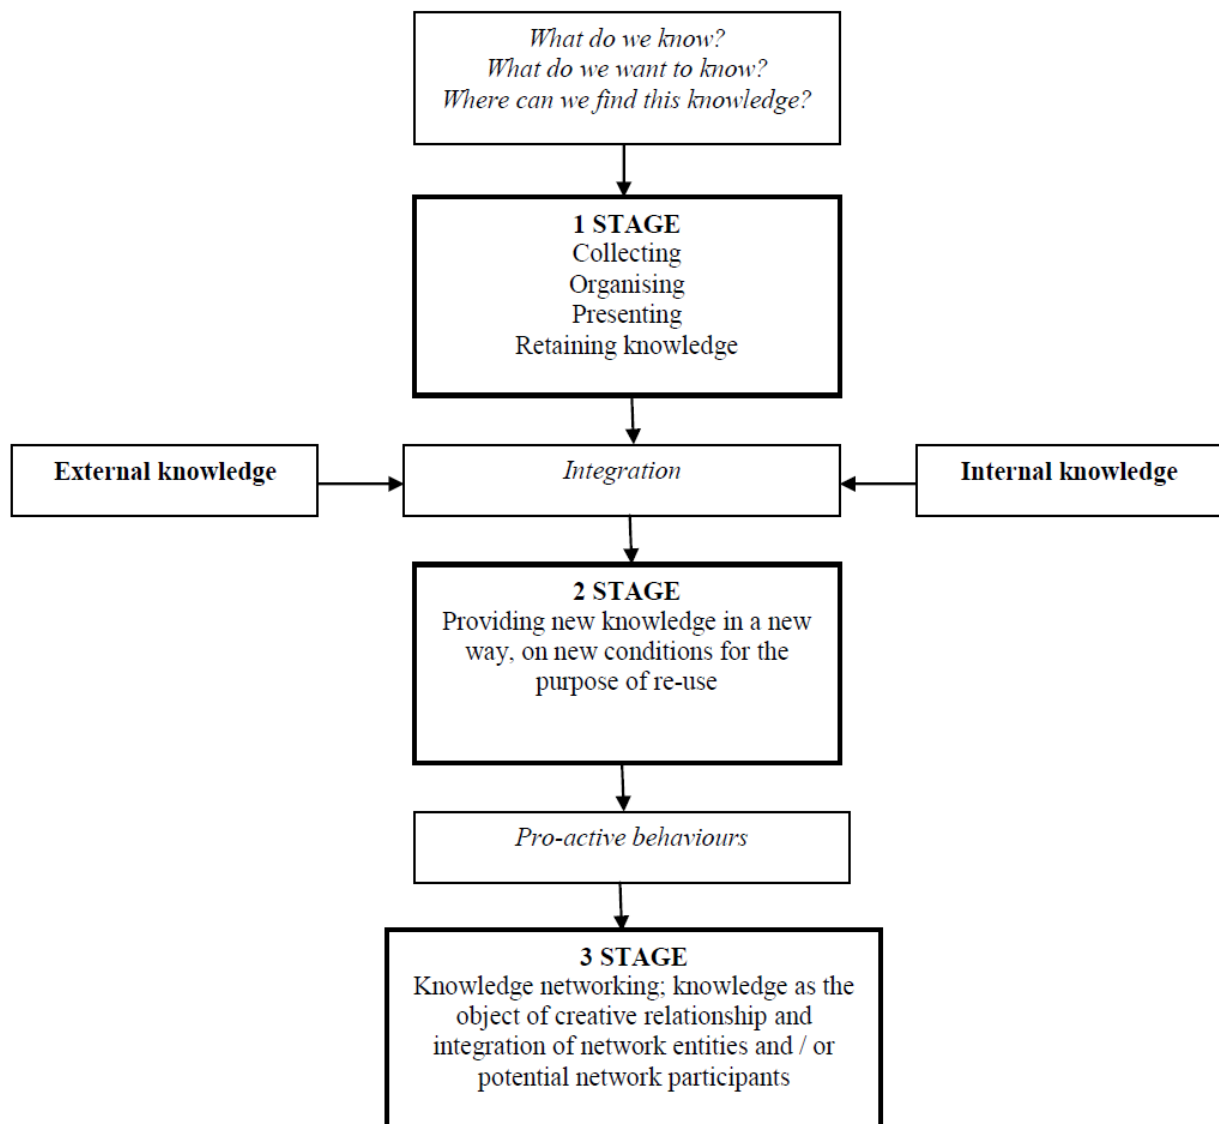 What do we know?
What do we want to know?
Where can we find this knowledge?
1 STAGE
Collecting
Organising
Presenting
Retaining knowledge
External knowledge
Integration
Internal knowledge
2 STAGE
Providing new knowledge in a new
way, on new conditions for the
purpose of re-use
Pro-active behaviours
3 STAGE
Knowledge networking; knowledge as the
object of creative relationship and
integration of network entities and / or
potential network participants